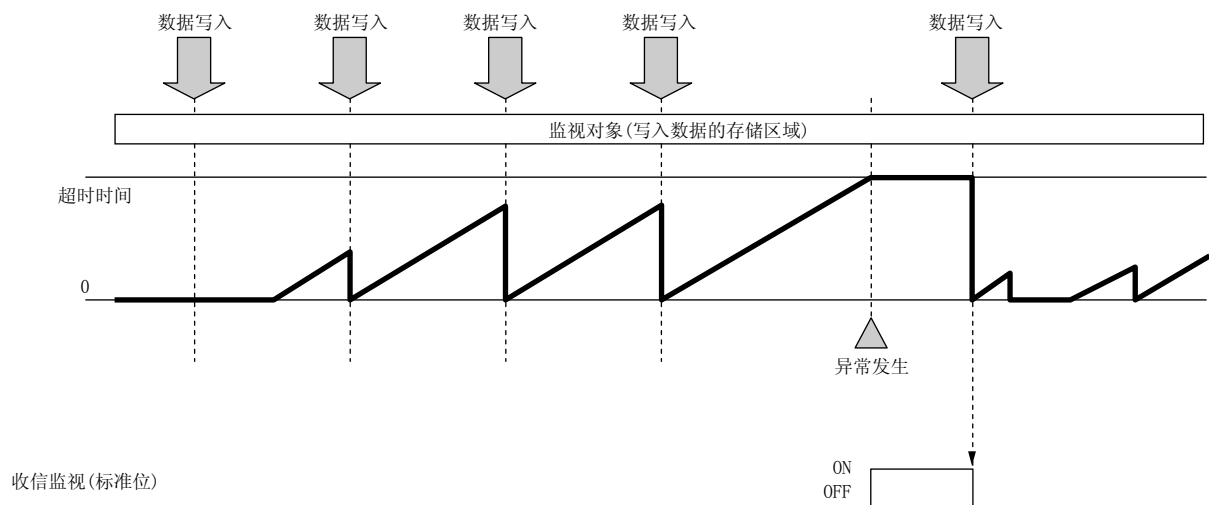 数据写入 数据写入 数据写入 数据写入 数据写入
监视对象(写入数据的存储区域)
超时时间
0
异常发生
ON
收信监视(标准位)
OFF